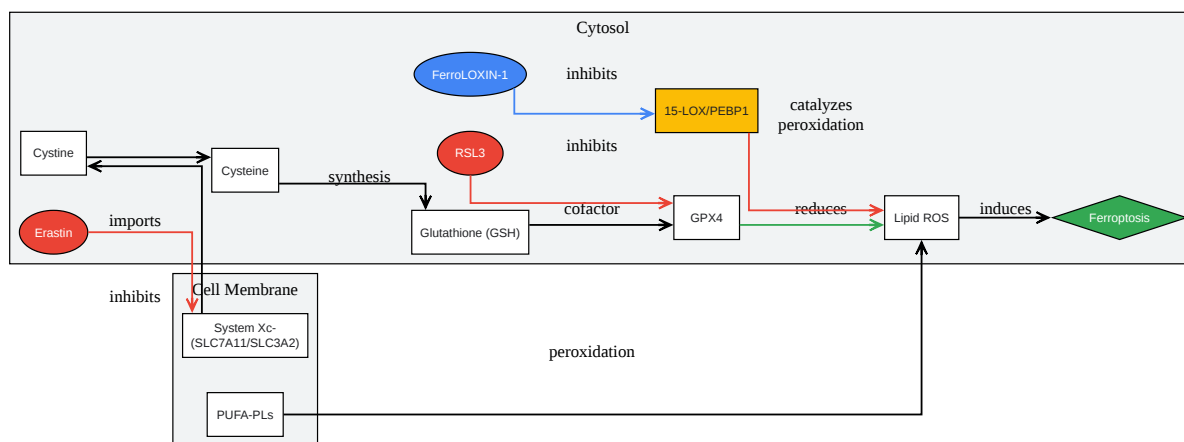 Cytosol
FerroLOXIN-1
inhibits
15-LOX/PEBP1
catalyzes
peroxidation
Cystine
RSL3
inhibits
Cysteine
synthesis
Erastin
imports
Glutathione (GSH)
cofactor
GPX4
reduces
Lipid ROS
induces
Ferroptosis
inhibits
Cell Membrane
System Xc-
(SLC7A11/SLC3A2)
peroxidation
PUFA-PLs